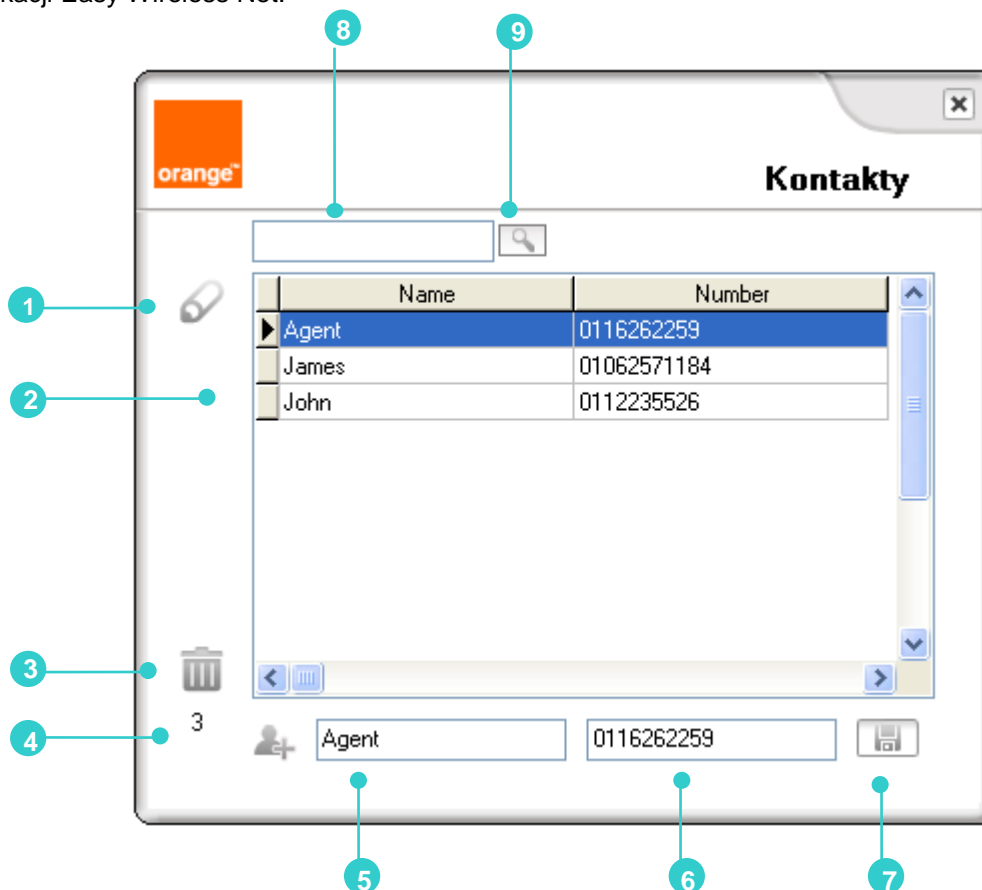 8 9
orange™
Kontakty
1
Name Number
Agent 0116262259
James 01062571184
2
John 0112235526
3
3
4
Agent 0116262259
5 6 7